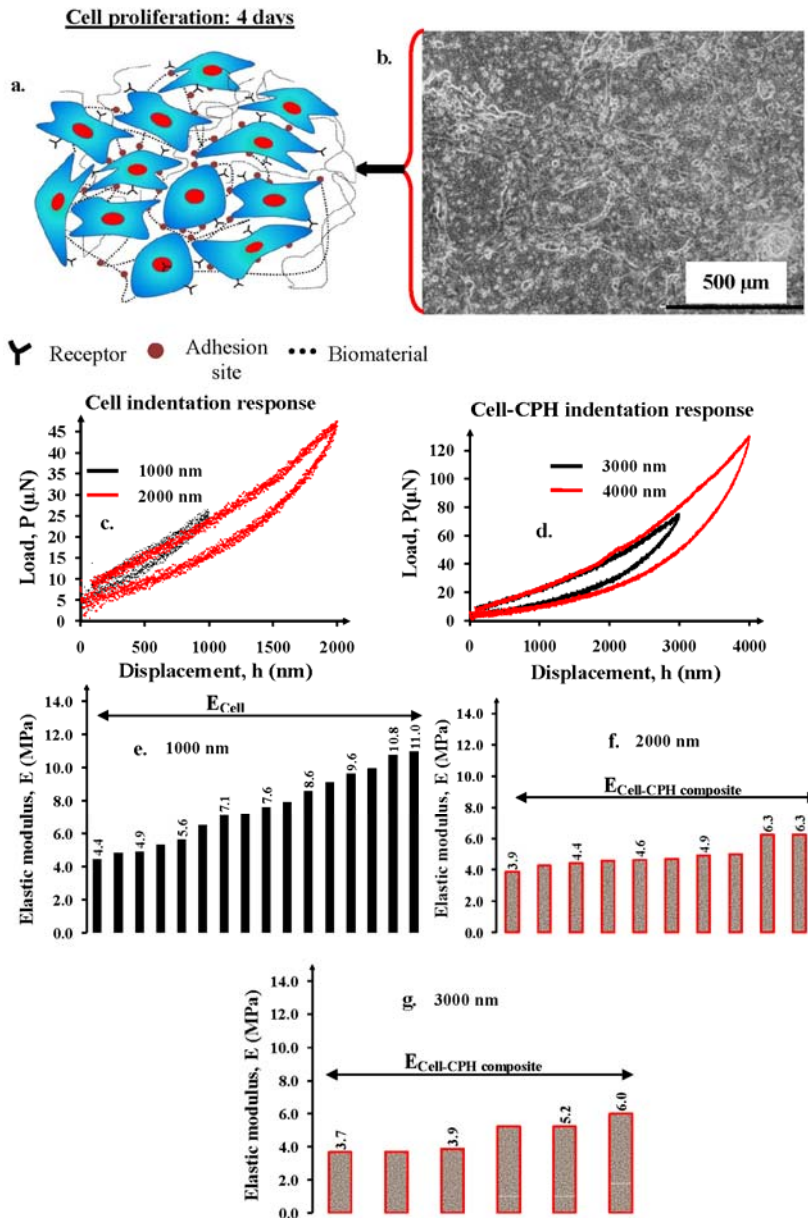 Cell proliferation: 4 days
a.
b.
500 μm
Receptor
Adhesion site
Biomaterial
Cell indentation response
45
40
35
30
25
20
15
10
5
0
Load, P (μN)
1000 nm
2000 nm
c.
0 500 1000 1500 2000
Displacement, h (nm)
Cell-CPH indentation response
120
100
80
60
40
20
0
Load, P(μN)
3000 nm
4000 nm
d.
0 1000 2000 3000 4000
Displacement, h (nm)
14.0
12.0
10.0
8.0
6.0
4.0
2.0
0.0
Elastic modulus, E (MPa)
ECell
e. 1000 nm
4.4 4.9 5.6 7.1 7.6 8.6 9.6 10.8 11.0
14.0
12.0
10.0
8.0
6.0
4.0
2.0
0.0
Elastic modulus, E (MPa)
f. 2000 nm
ECell-CPH composite
3.9 4.4 4.6 4.9 6.3 6.3
14.0
12.0
10.0
8.0
6.0
4.0
2.0
0.0
Elastic modulus, E (MPa)
g. 3000 nm
ECell-CPH composite
3.7 3.9 5.2 6.0